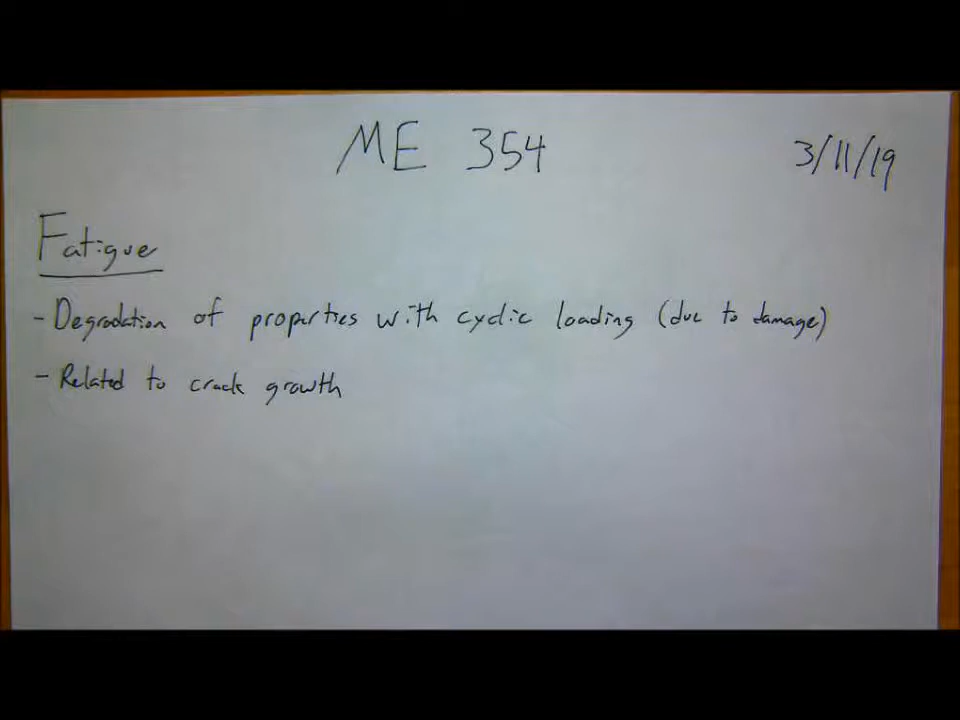 ME 354
3/11/19
Fatigue
- Degradation of properties with cyclic loading (due to damage)
- Related to crack growth